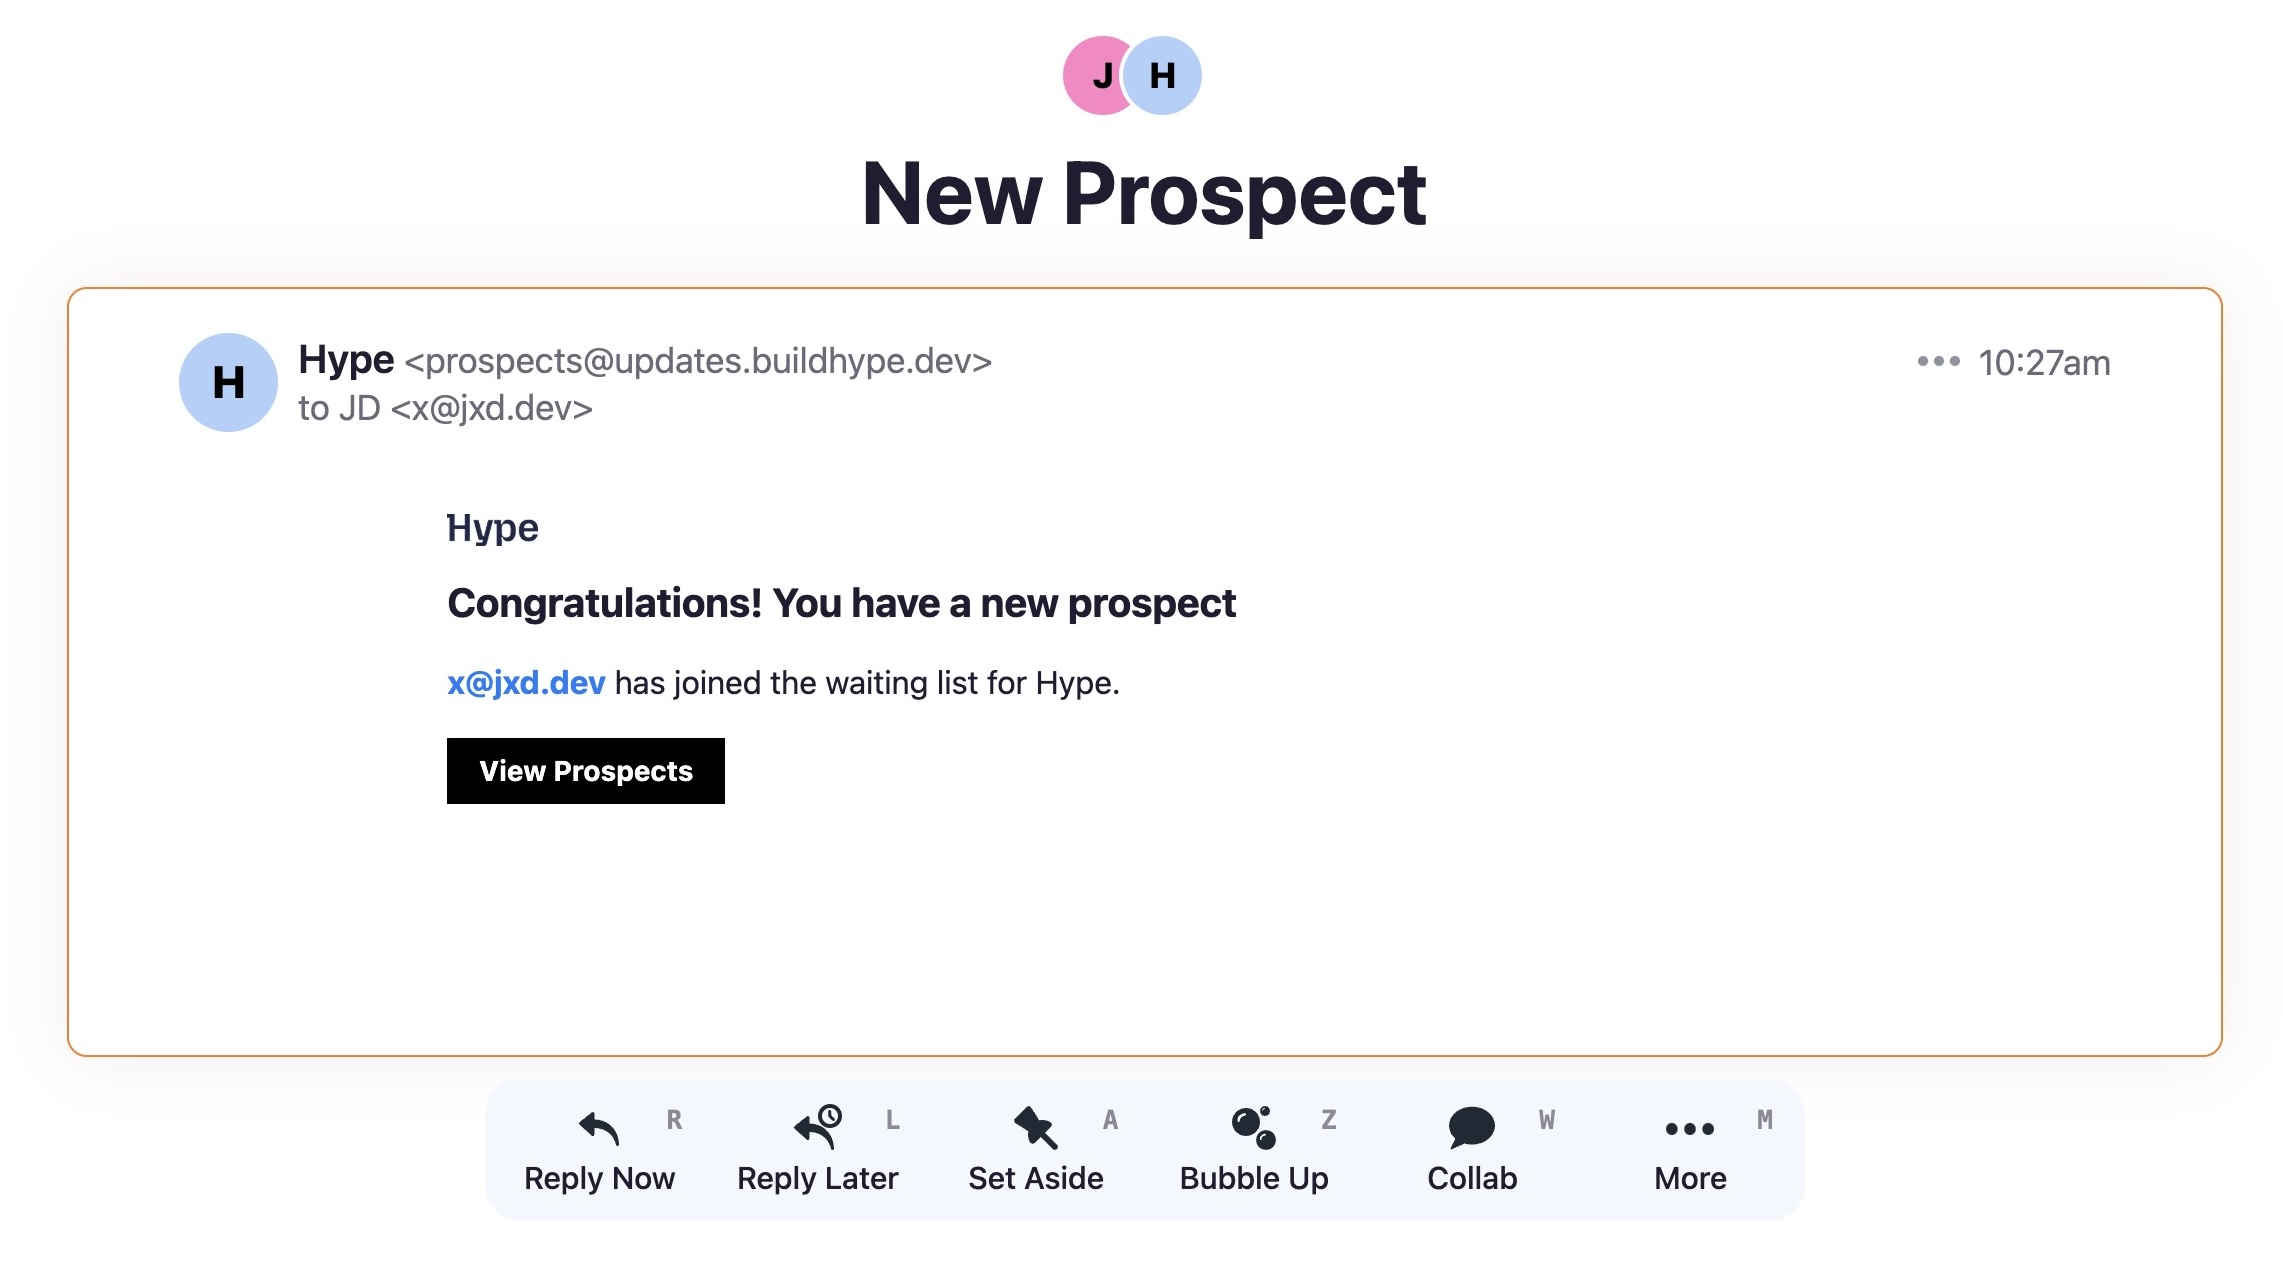 J H
New Prospect
H
Hype <prospects@updates.buildhype.dev>
••• 10:27am
to JD <x@jxd.dev>
Hype
Congratulations! You have a new prospect
x@jxd.dev has joined the waiting list for Hype.
View Prospects
R L A Z W M
Reply Now Reply Later Set Aside Bubble Up Collab More